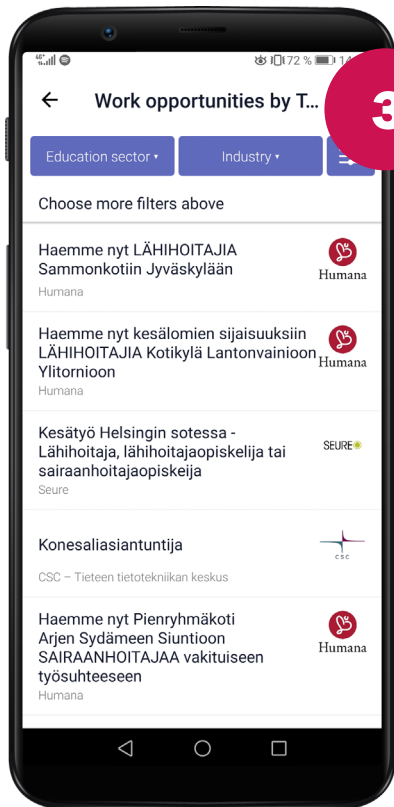 46+
72 %
Work opportunities by T...
3
Education sector
Industry
Choose more filters above
Haemme nyt LÄHIHOITAJIA
Sammonkotiin Jyväskylään
Humana
Humana
Haemme nyt kesälomien sijaisuuksiin
LÄHIHOITAJIA Kotikylä Lantonvainioon
Ylitornioon
Humana
Humana
Kesätyö Helsingin sotessa -
Lähihoitaja, lähihoitajaopiskelija tai
sairaanhoitajaopiskeija
SEURE
Seure
Konesaliasiantuntija
CSC
CSC – Tieteen tietotekniikan keskus
Haemme nyt Pienryhmäkoti
Arjen Sydämeen Siuntioon
SAIRAANHOITAJAA vakituiseen
työsuhteeseen
Humana
Humana